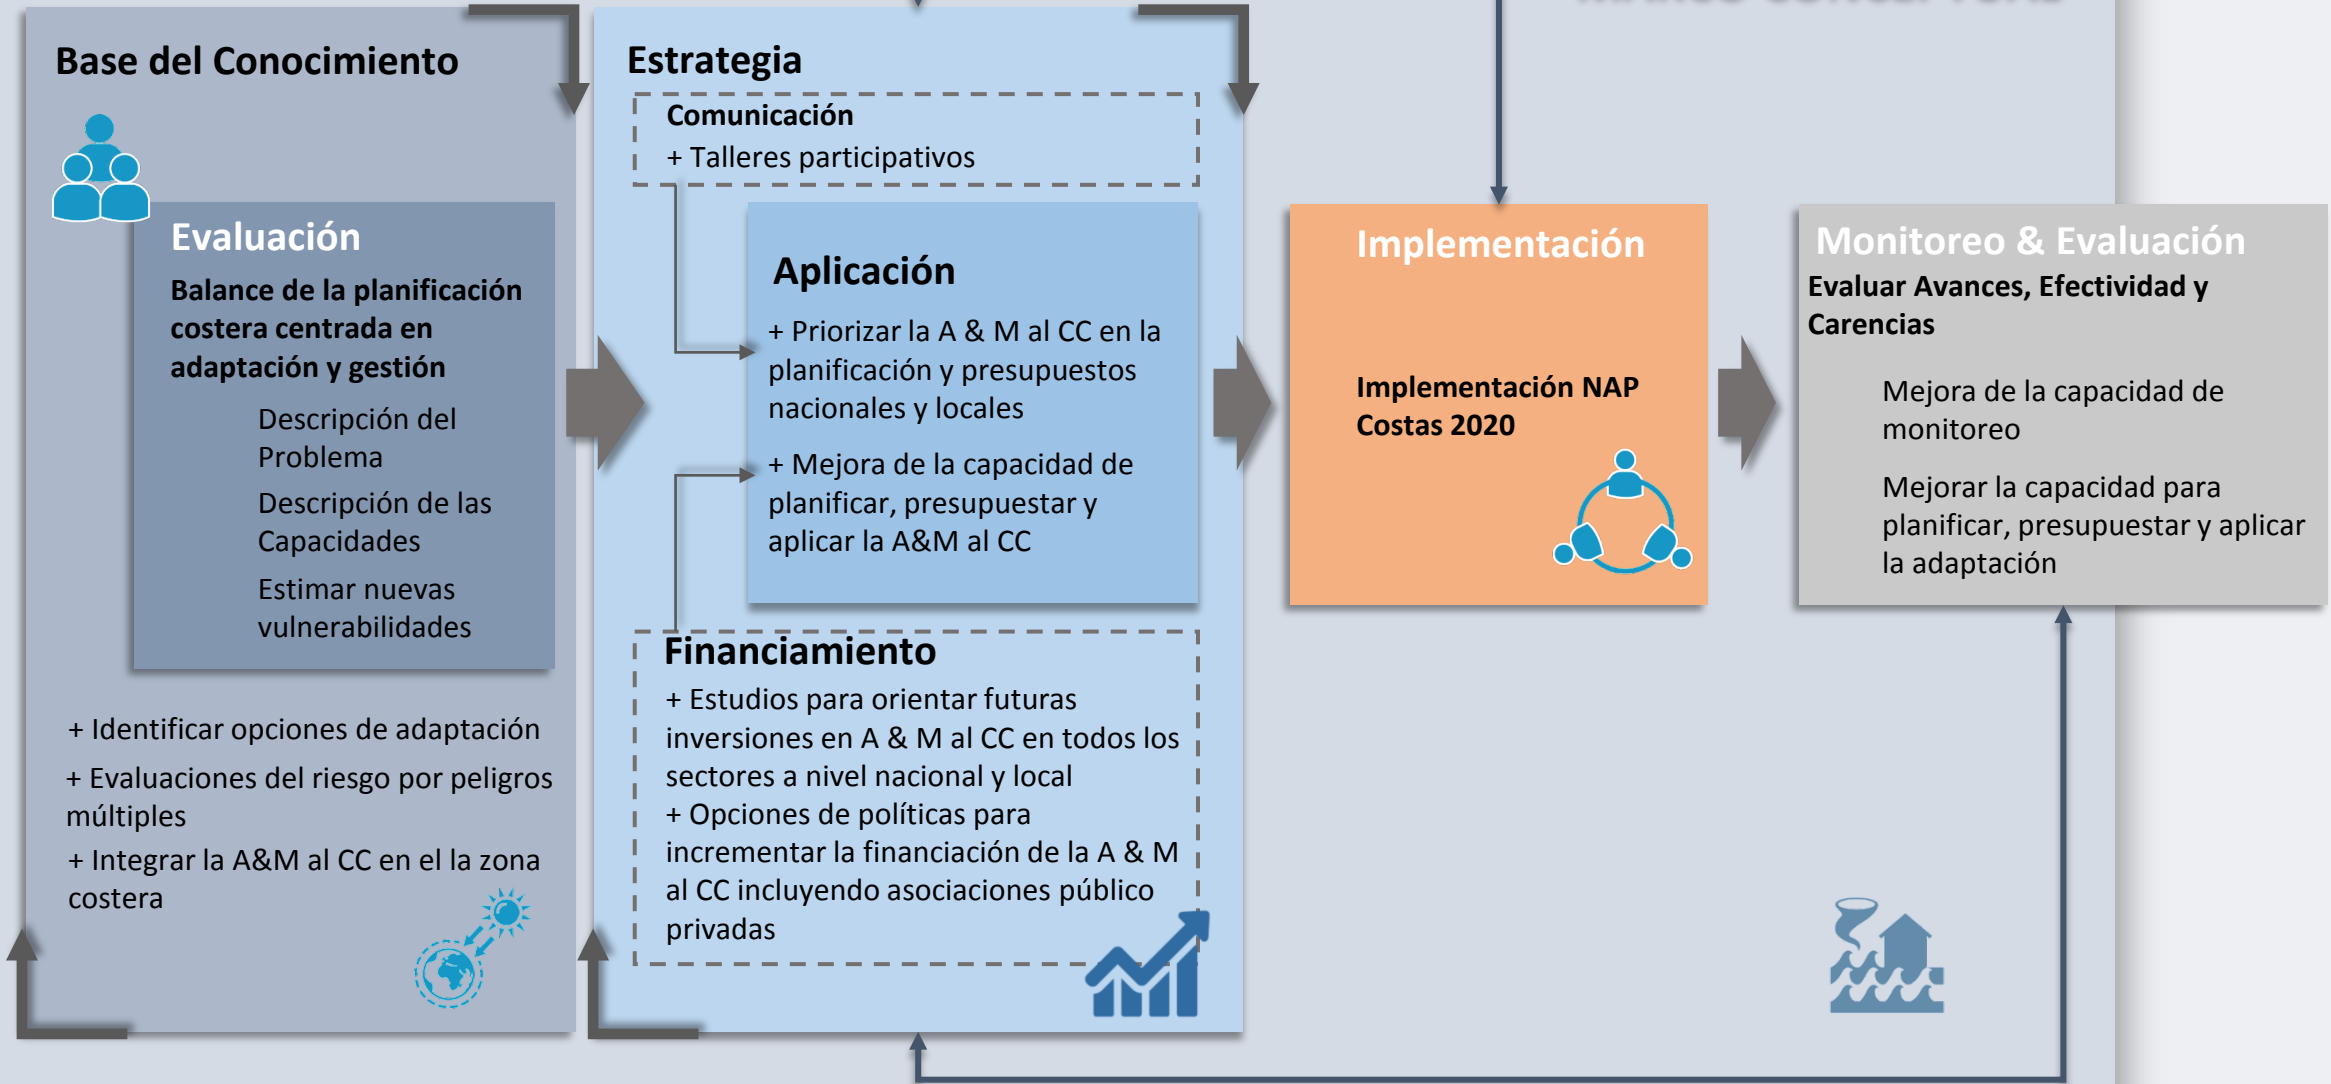 Base del Conocimiento
Evaluación
Balance de la planificación
costera centrada en
adaptación y gestión
Descripción del
Problema
Descripción de las
Capacidades
Estimar nuevas
vulnerabilidades
+ Identificar opciones de adaptación
+ Evaluaciones del riesgo por peligros
múltiples
+ Integrar la A&M al CC en el la zona
costera
Estrategia
Comunicación
+ Talleres participativos
Aplicación
+ Priorizar la A & M al CC en la
planificación y presupuestos
nacionales y locales
+ Mejora de la capacidad de
planificar, presupuestar y
aplicar la A&M al CC
Financiamiento
+ Estudios para orientar futuras
inversiones en A & M al CC en todos los
sectores a nivel nacional y local
+ Opciones de políticas para
incrementar la financiación de la A & M
al CC incluyendo asociaciones público
privadas
Implementación
Implementación NAP
Costas 2020
Monitoreo & Evaluación
Evaluar Avances, Efectividad y
Carencias
Mejora de la capacidad de
monitoreo
Mejorar la capacidad para
planificar, presupuestar y aplicar
la adaptación